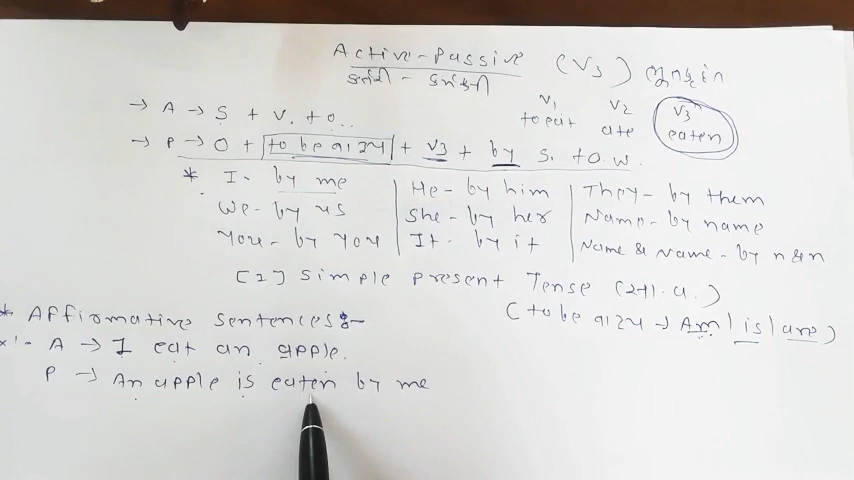 Active-Passive (V3) ભૂતકૃદંત
કર્તરી - કર્મણી
V1 V2 V3
to eat ate eaten
→ A → S + V. + O...
→ P → O + to be વાચ્ય + V3 + by S. + O.W.
* I - by me He - by him They - by them
We - by us She - by her Name - by name
You - by you It - by it Name & Name - by n & n
[1] Simple Present Tense (સા.વ.)
(to be વાચ્ય → Am / is / are)
* Affirmative Sentences:-
A → I eat an apple.
P → An apple is eaten by me